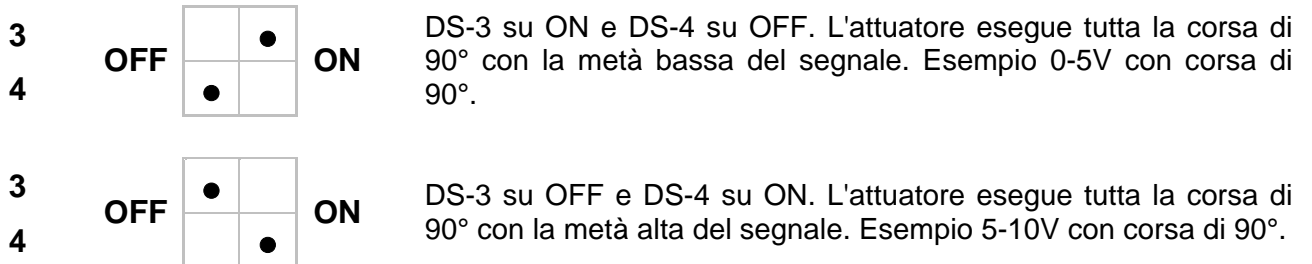 3
OFF ON
4
DS-3 su ON e DS-4 su OFF. L'attuatore esegue tutta la corsa di
90° con la metà bassa del segnale. Esempio 0-5V con corsa di
90°.
3
OFF ON
4
DS-3 su OFF e DS-4 su ON. L'attuatore esegue tutta la corsa di
90° con la metà alta del segnale. Esempio 5-10V con corsa di 90°.